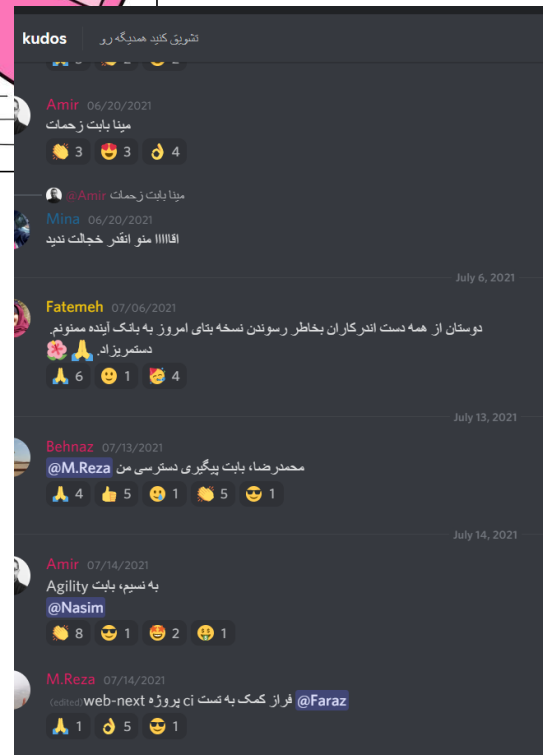 kudos تشویق کنید همدیگه رو
Amir 06/20/2021
مینا بابت زحمات
3 3 4
@Amir مینا بابت زحمات
Mina 06/20/2021
اقااااا منو انقدر خجالت ندید
July 6, 2021
Fatemeh 07/06/2021
دوستان از همه دست اندرکاران بخاطر رسوندن نسخه بتای امروز به بانک آینده ممنونم.
دستمریزاد. 🙏 🌺
6 1 4
July 13, 2021
Behnaz 07/13/2021
@M.Reza محمدرضا، بابت پیگیری دسترسی من
4 5 1 5 1
July 14, 2021
Amir 07/14/2021
به نسیم، بابت Agility
@Nasim
8 1 2 1
M.Reza 07/14/2021
@Faraz فراز کمک به تست ci پروژه web-next (edited)
1 5 1